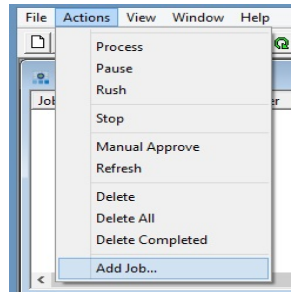 File Actions View Window Help
Process
Pause
Rush
Stop
Manual Approve
Refresh
Delete
Delete All
Delete Completed
Add Job...